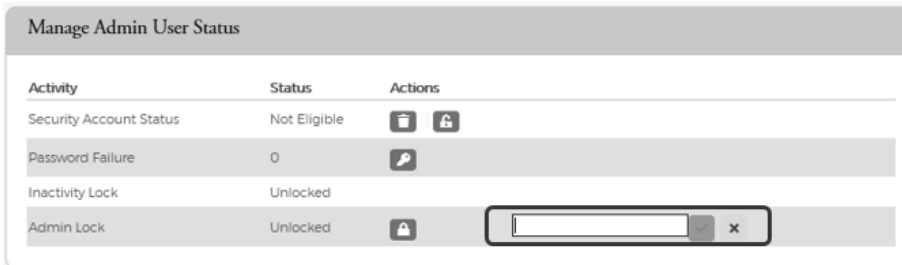 Manage Admin User Status
Activity Status Actions
Security Account Status Not Eligible
Password Failure 0
Inactivity Lock Unlocked
Admin Lock Unlocked